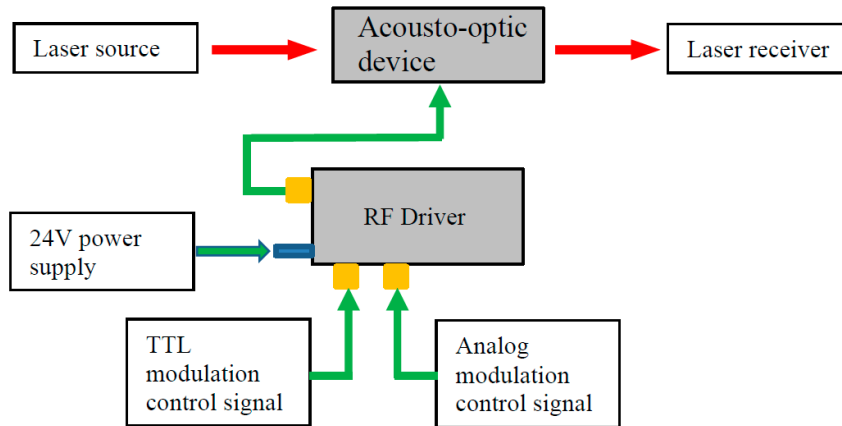 Laser source
Acousto-optic
device
Laser receiver
RF Driver
24V power
supply
TTL
modulation
control signal
Analog
modulation
control signal